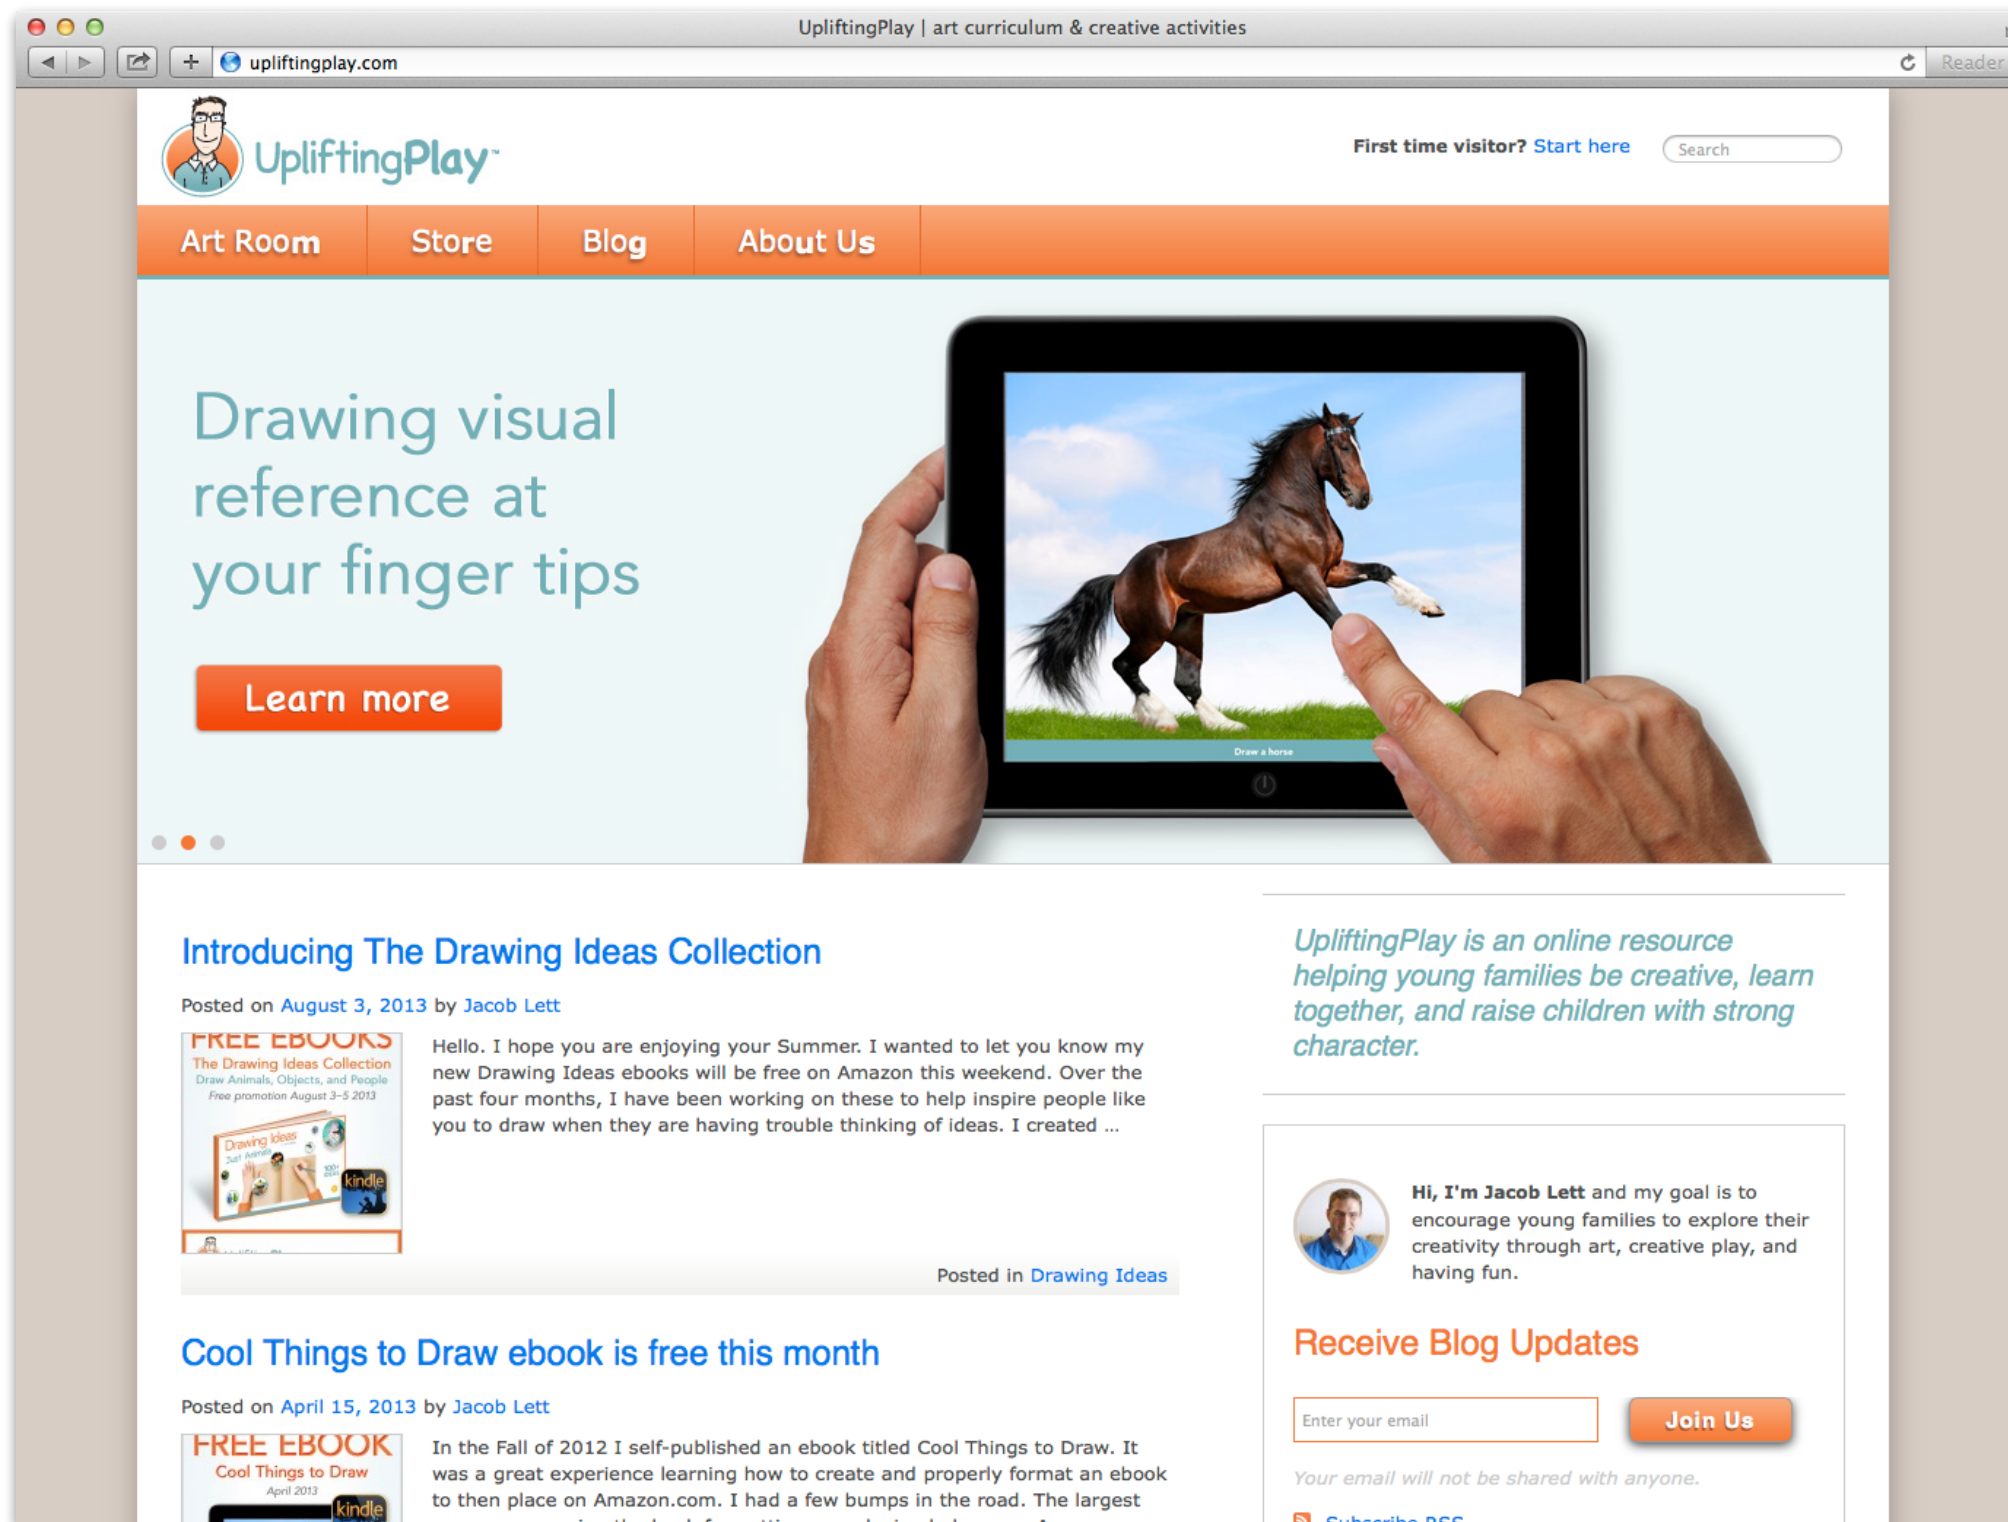 UpliftingPlay | art curriculum & creative activities
upliftingplay.com
Reader
UpliftingPlay™
First time visitor? Start here
Search
Art Room
Store
Blog
About Us
Drawing visual
reference at
your finger tips
Learn more
Draw a horse
Introducing The Drawing Ideas Collection
Posted on August 3, 2013 by Jacob Lett
FREE EBOOKS
The Drawing Ideas Collection
Draw Animals, Objects, and People
Free promotion August 3–5 2013
Drawing Ideas
Just Animals
100+
kindle
Hello. I hope you are enjoying your Summer. I wanted to let you know my
new Drawing Ideas ebooks will be free on Amazon this weekend. Over the
past four months, I have been working on these to help inspire people like
you to draw when they are having trouble thinking of ideas. I created ...
Posted in Drawing Ideas
Cool Things to Draw ebook is free this month
Posted on April 15, 2013 by Jacob Lett
FREE EBOOK
Cool Things to Draw
April 2013
kindle
In the Fall of 2012 I self-published an ebook titled Cool Things to Draw. It
was a great experience learning how to create and properly format an ebook
to then place on Amazon.com. I had a few bumps in the road. The largest
UpliftingPlay is an online resource
helping young families be creative, learn
together, and raise children with strong
character.
Hi, I'm Jacob Lett and my goal is to
encourage young families to explore their
creativity through art, creative play, and
having fun.
Receive Blog Updates
Enter your email
Join Us
Your email will not be shared with anyone.
Subscribe RSS